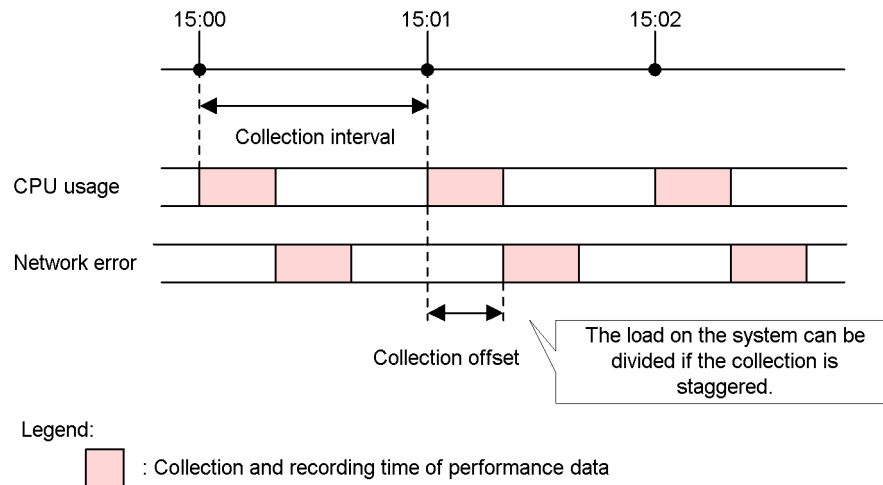 15:00 15:01 15:02
Collection interval
CPU usage
Network error
Collection offset
The load on the system can be
divided if the collection is
staggered.
Legend:
: Collection and recording time of performance data